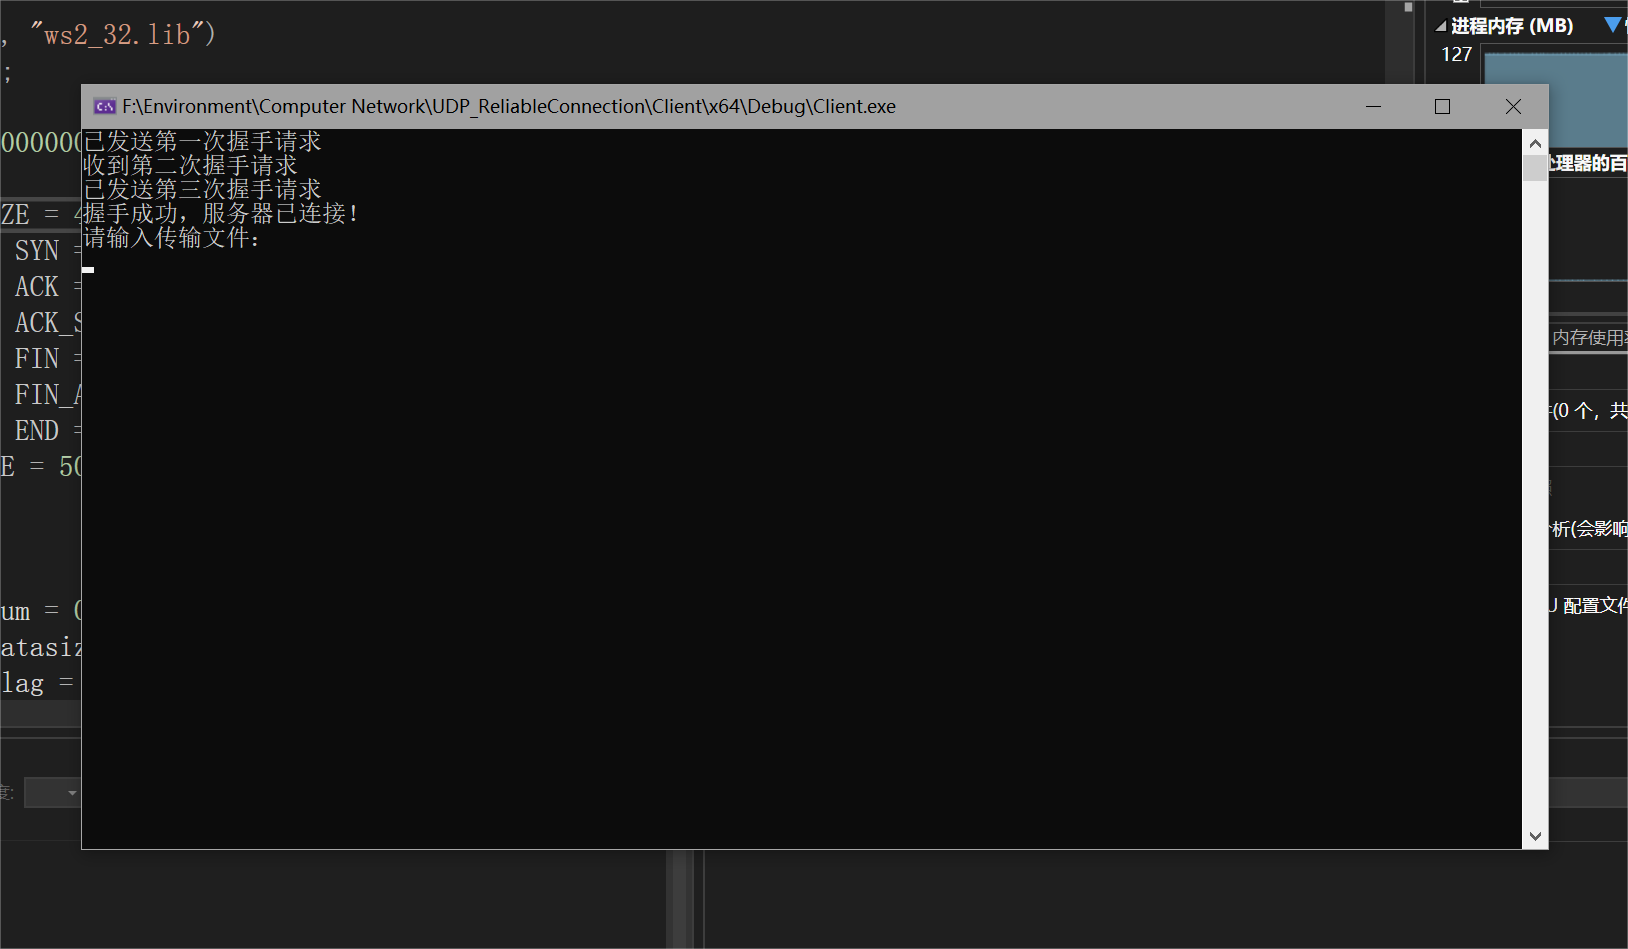 , "ws2_32.lib")
;
进程内存 (MB)
127
F:\Environment\Computer Network\UDP_ReliableConnection\Client\x64\Debug\Client.exe
已发送第一次握手请求
收到第二次握手请求
已发送第三次握手请求
握手成功，服务器已连接！
请输入传输文件：
000000
处理器的百
ZE = 4
SYN =
ACK =
ACK_S
FIN =
FIN_A
END =
E = 50
内存使用率
(0 个，共
分析(会影响
um = 0
U 配置文件
atasiz
lag =
度: